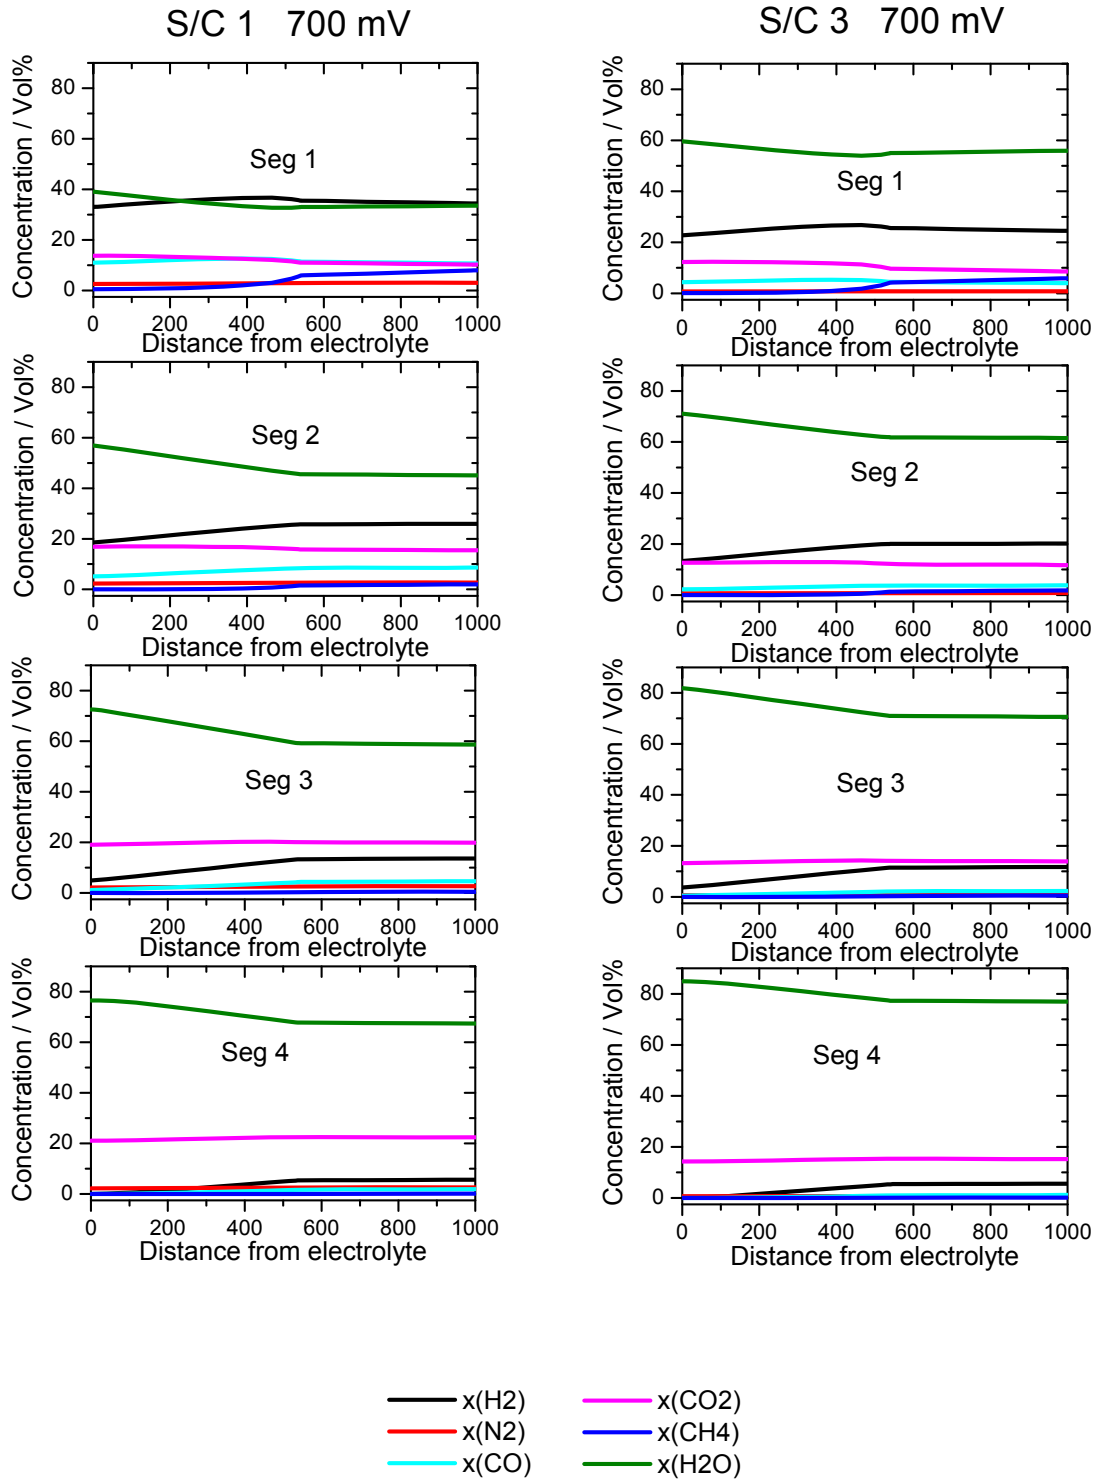 S/C 1 700 mV
S/C 3 700 mV
Concentration / Vol%
80
60
40
20
0
Seg 1
0 200 400 600 800 1000
Distance from electrolyte
Concentration / Vol%
80
60
40
20
0
Seg 1
0 200 400 600 800 1000
Distance from electrolyte
Concentration / Vol%
80
60
40
20
0
Seg 2
0 200 400 600 800 1000
Distance from electrolyte
Concentration / Vol%
80
60
40
20
0
Seg 2
0 200 400 600 800 1000
Distance from electrolyte
Concentration / Vol%
80
60
40
20
0
Seg 3
0 200 400 600 800 1000
Distance from electrolyte
Concentration / Vol%
80
60
40
20
0
Seg 3
0 200 400 600 800 1000
Distance from electrolyte
Concentration / Vol%
80
60
40
20
0
Seg 4
0 200 400 600 800 1000
Distance from electrolyte
Concentration / Vol%
80
60
40
20
0
Seg 4
0 200 400 600 800 1000
Distance from electrolyte
x(H2)
x(N2)
x(CO)
x(CO2)
x(CH4)
x(H2O)